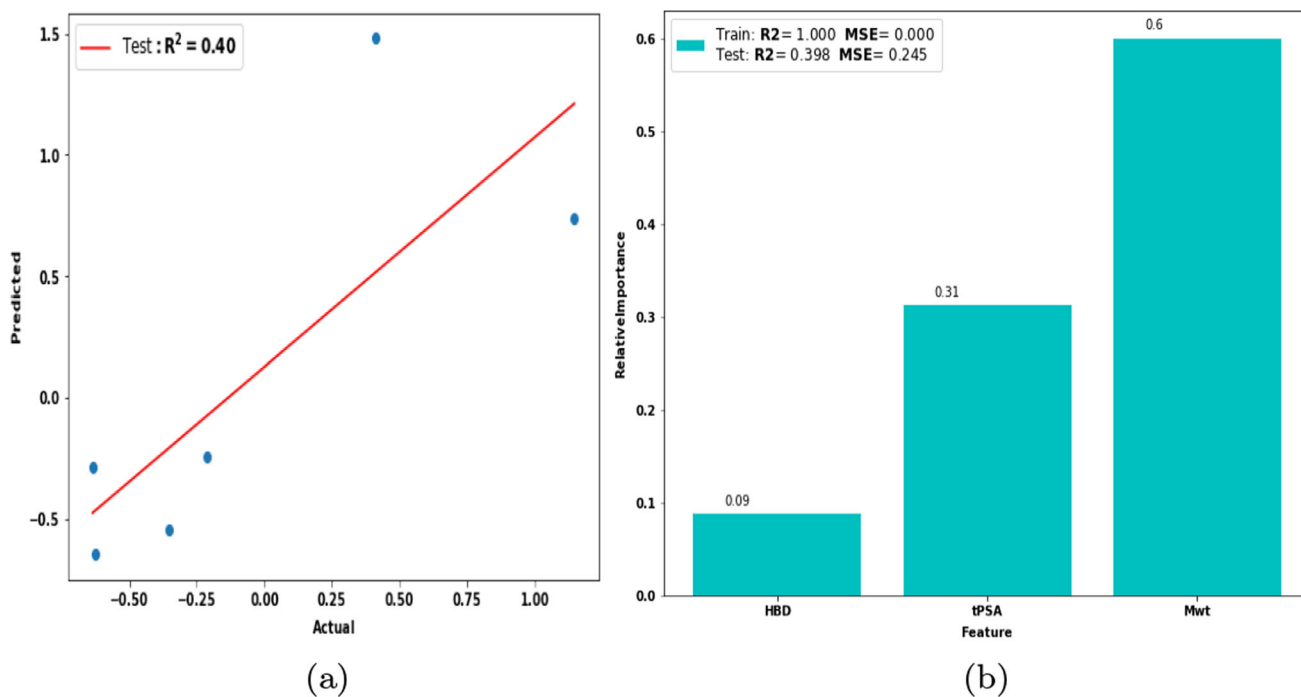 Test : R² = 0.40
1.5
1.0
0.5
0.0
−0.5
Predicted
−0.50 −0.25 0.00 0.25 0.50 0.75 1.00
Actual
(a)
Train: R2= 1.000 MSE= 0.000
Test: R2= 0.398 MSE= 0.245
0.6
0.5
0.4
0.3
0.2
0.1
0.0
RelativeImportance
0.09
0.31
0.6
HBD tPSA Mwt
Feature
(b)